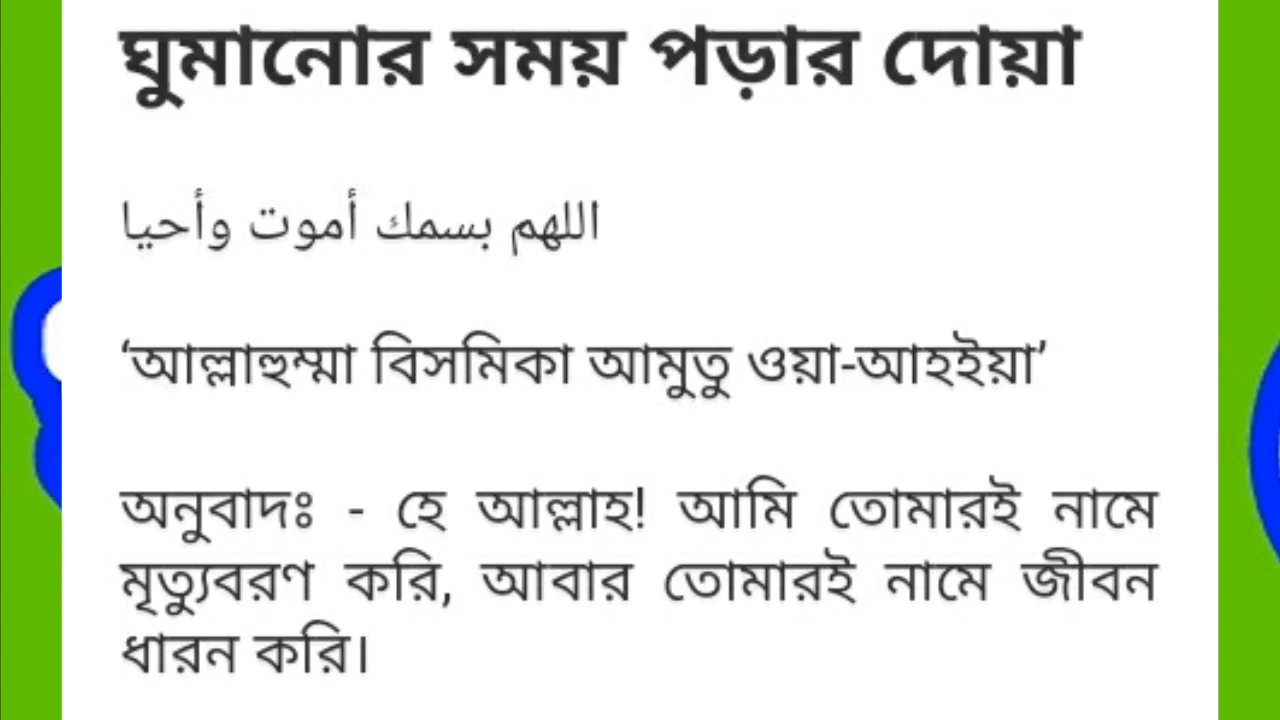 ঘুমানোর সময় পড়ার দোয়া
اللهم بسمك أموت وأحيا
‘আল্লাহুম্মা বিসমিকা আমুতু ওয়া-আহইয়া’
অনুবাদঃ - হে আল্লাহ! আমি তোমারই নামে
মৃত্যুবরণ করি, আবার তোমারই নামে জীবন
ধারন করি।